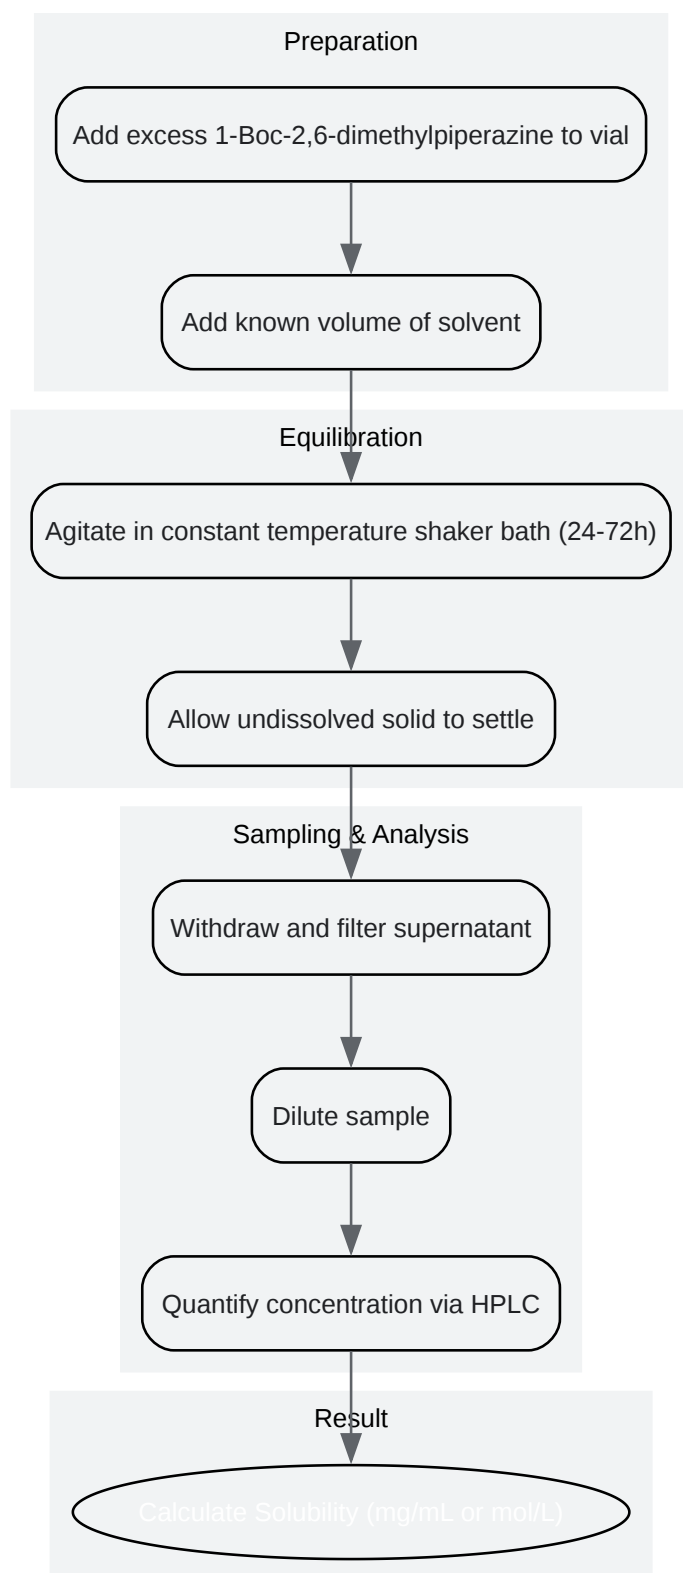 Preparation
Add excess 1-Boc-2,6-dimethylpiperazine to vial
Add known volume of solvent
Equilibration
Agitate in constant temperature shaker bath (24-72h)
Allow undissolved solid to settle
Sampling & Analysis
Withdraw and filter supernatant
Dilute sample
Quantify concentration via HPLC
Result
Calculate Solubility (mg/mL or mol/L)